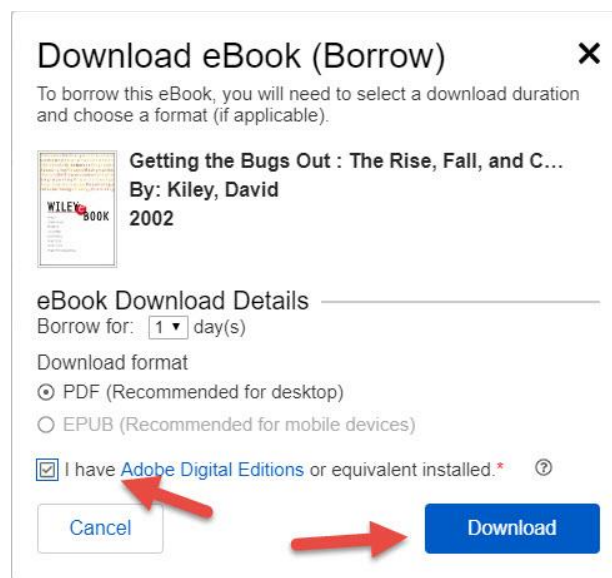 Download eBook (Borrow)
To borrow this eBook, you will need to select a download duration
and choose a format (if applicable).
Getting the Bugs Out : The Rise, Fall, and C...
By: Kiley, David
2002
WILEY e
BOOK
eBook Download Details
Borrow for: 1 day(s)
Download format
PDF (Recommended for desktop)
EPUB (Recommended for mobile devices)
I have Adobe Digital Editions or equivalent installed.* ?
Cancel
Download